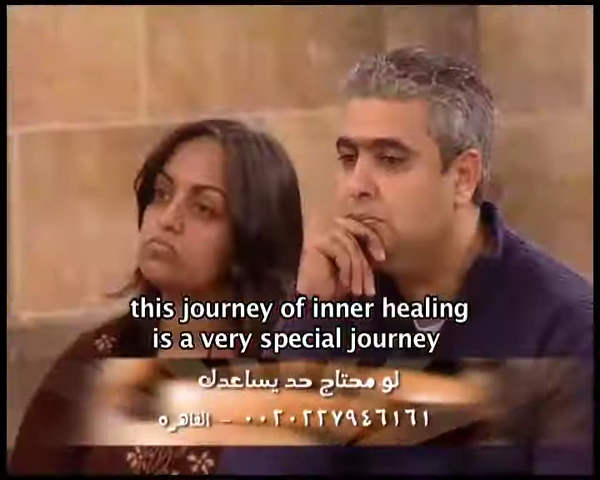 this journey of inner healing
is a very special journey
لو محتاج حد يساعدك
٠٠٢٠٢٢٧٩٤٦١٦١ - القاهره